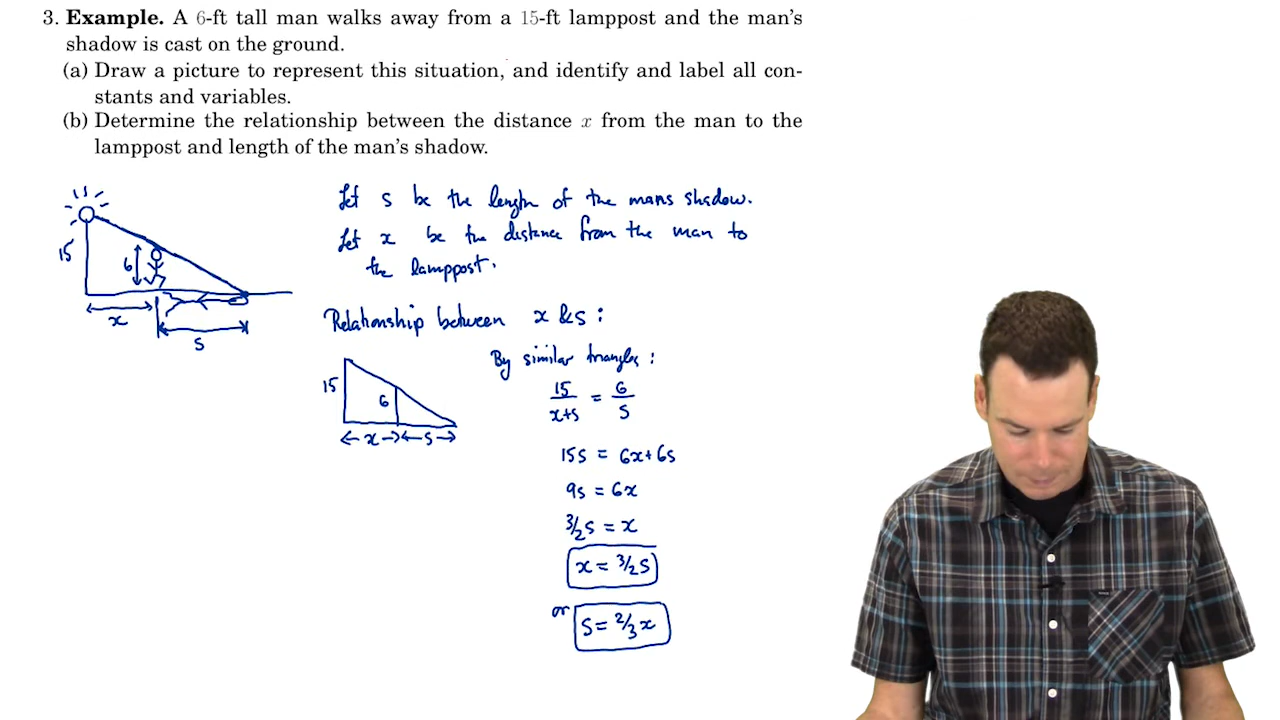 3. Example. A 6-ft tall man walks away from a 15-ft lamppost and the man's
shadow is cast on the ground.
(a) Draw a picture to represent this situation, and identify and label all con-
stants and variables.
(b) Determine the relationship between the distance x from the man to the
lamppost and length of the man's shadow.
15
6
x
s
Let s be the length of the mans shadow.
Let x be the distance from the man to
the lamppost.
Relationship between x & s :
15
6
x
s
By similar triangles :
15/x+s = 6/s
15s = 6x+6s
9s = 6x
3/2 s = x
x = 3/2 s
or
s = 2/3 x